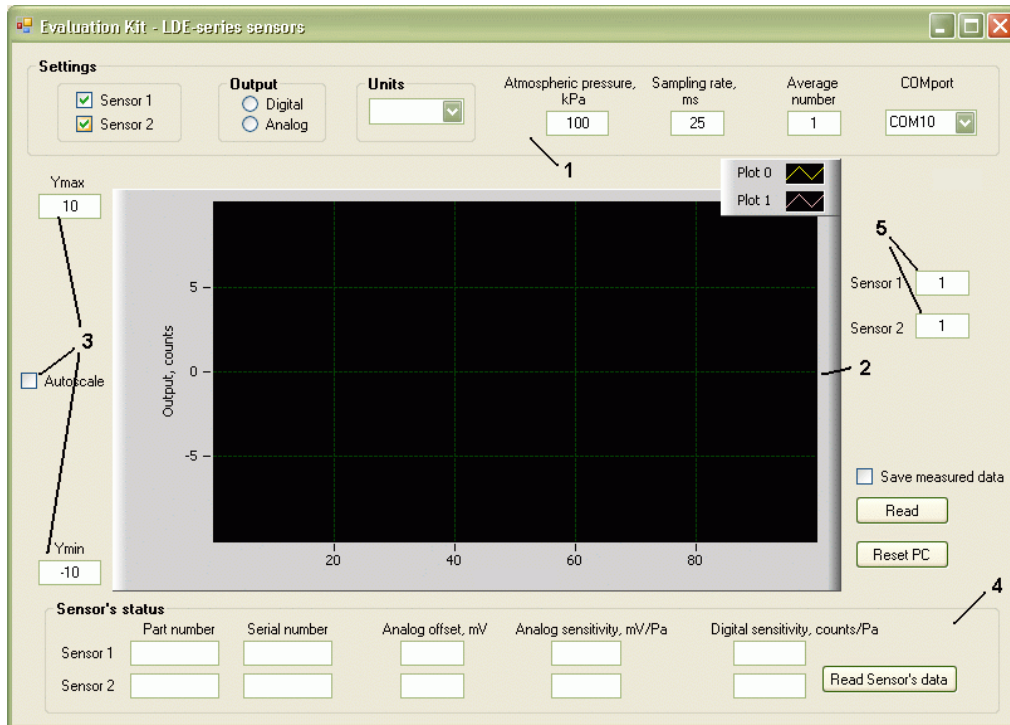 Evaluation Kit - LDE-series sensors
Settings
Sensor 1
Sensor 2
Output
Digital
Analog
Units
Atmospheric pressure,
kPa
100
Sampling rate,
ms
25
Average
number
1
COMport
COM10
1
Ymax
10
Plot 0
Plot 1
5
Sensor 1 1
Sensor 2 1
3
Autoscale
2
Output, counts
5
0
-5
20 40 60 80
Save measured data
Read
Reset PC
Ymin
-10
4
Sensor's status
Part number Serial number Analog offset, mV Analog sensitivity, mV/Pa Digital sensitivity, counts/Pa
Sensor 1
Sensor 2
Read Sensor's data